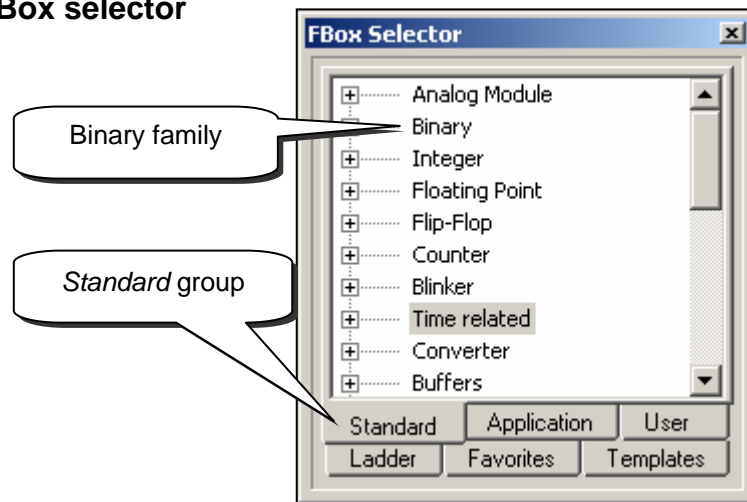 Box selector
FBox Selector
Analog Module
Binary family
Binary
Integer
Floating Point
Flip-Flop
Standard group
Counter
Blinker
Time related
Converter
Buffers
Standard
Application
User
Ladder
Favorites
Templates